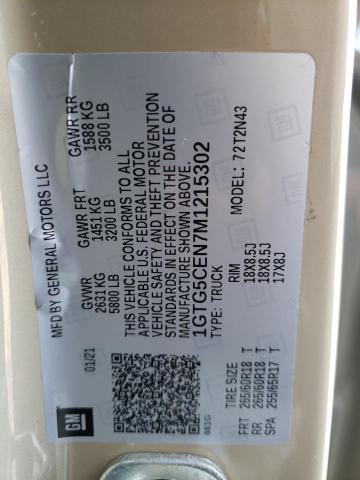 MFD BY GENERAL MOTORS LLC
01/21
GM
GVWR
2631 KG
5800 LB
GAWR FRT
1451 KG
3200 LB
GAWR RR
1588 KG
3500 LB
THIS VEHICLE CONFORMS TO ALL
APPLICABLE U.S. FEDERAL MOTOR
VEHICLE SAFETY AND THEFT PREVENTION
STANDARDS IN EFFECT ON THE DATE OF
MANUFACTURE SHOWN ABOVE.
1GTG5CEN7M1215302
TYPE: TRUCK
MODEL: 72T2N43
6E1G
TIRE SIZE RIM
FRT 265/60R18 T 18X8.5J
RR 265/60R18 T 18X8.5J
SPA 255/65R17 T 17X8J